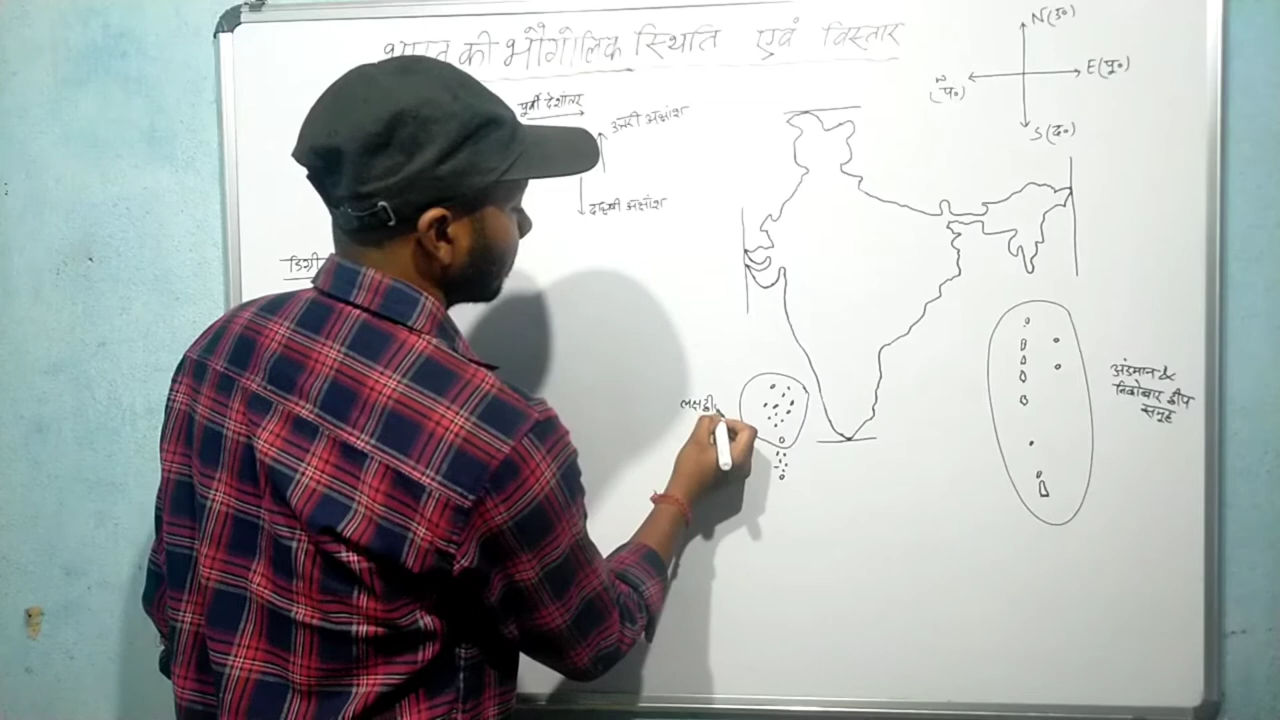 भारत की भौगोलिक स्थिति एवं विस्तार
N(उ०)
W
(प०)
E(पू०)
S(द०)
पूर्वी देशांतर
उत्तरी अक्षांश
दक्षिणी अक्षांश
डिग्री
लक्षद्वी
अंडमान &
निकोबार द्वीप
समूह